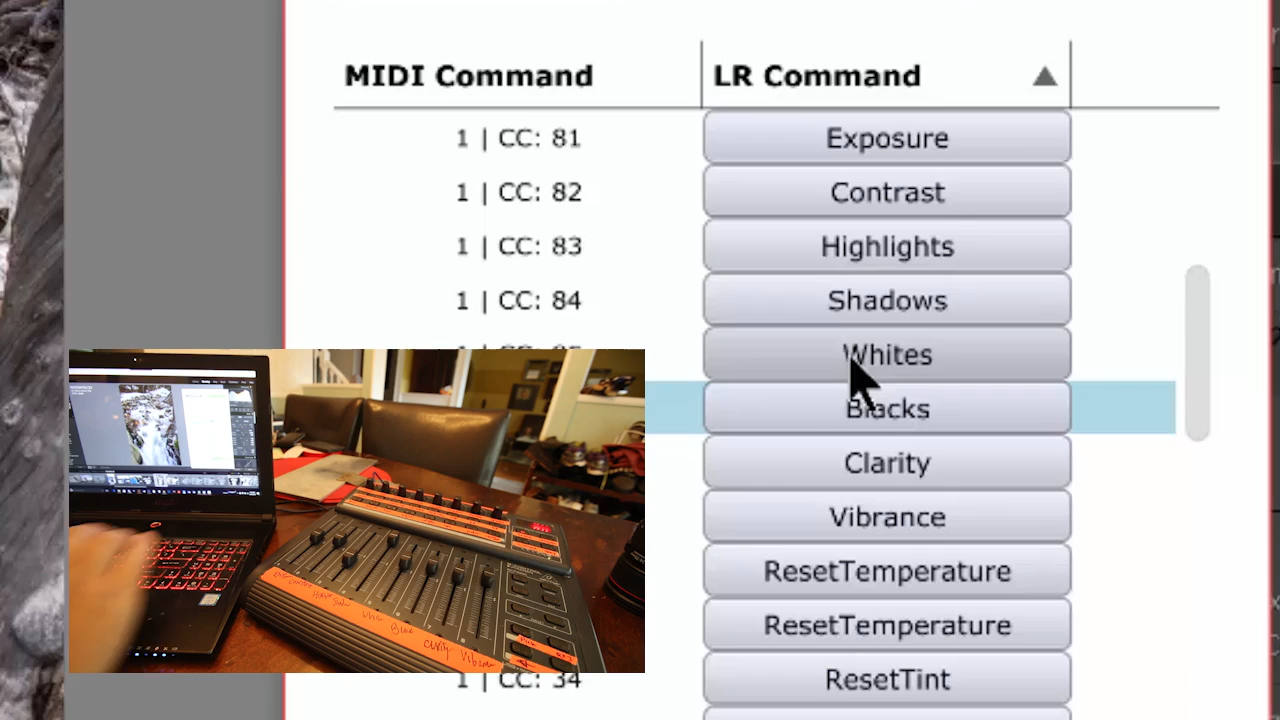 MIDI Command LR Command
1 | CC: 81 Exposure
1 | CC: 82 Contrast
1 | CC: 83 Highlights
1 | CC: 84 Shadows
Whites
Blacks
Clarity
Vibrance
ResetTemperature
ResetTemperature
1 | CC: 34 ResetTint